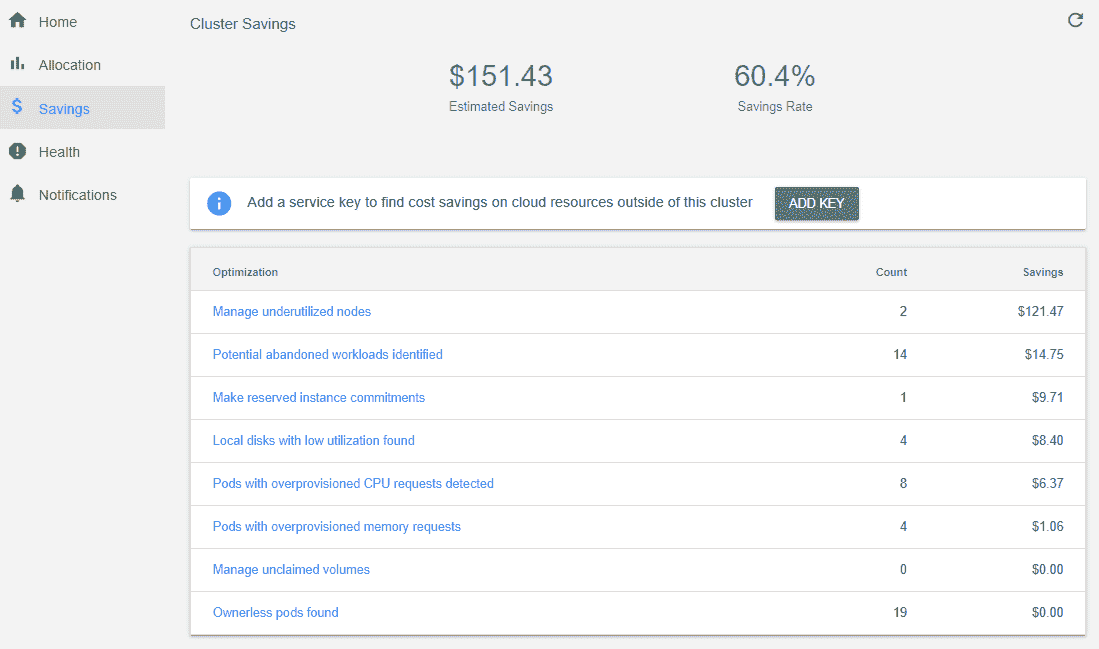 Home
Allocation
Savings
Health
Notifications
Cluster Savings
$151.43
Estimated Savings
60.4%
Savings Rate
Add a service key to find cost savings on cloud resources outside of this cluster
ADD KEY
Optimization Count Savings
Manage underutilized nodes 2 $121.47
Potential abandoned workloads identified 14 $14.75
Make reserved instance commitments 1 $9.71
Local disks with low utilization found 4 $8.40
Pods with overprovisioned CPU requests detected 8 $6.37
Pods with overprovisioned memory requests 4 $1.06
Manage unclaimed volumes 0 $0.00
Ownerless pods found 19 $0.00